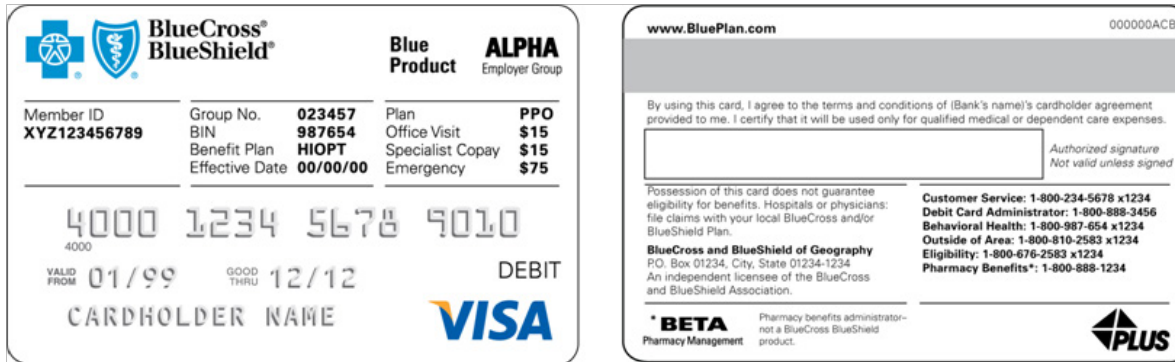 BlueCross®
BlueShield®
Blue
Product
ALPHA
Employer Group
Member ID
XYZ123456789
Group No. 023457
BIN 987654
Benefit Plan HIOPT
Effective Date 00/00/00
Plan PPO
Office Visit $15
Specialist Copay $15
Emergency $75
4000 1234 5678 9010
4000
VALID
FROM 01/99
GOOD
THRU 12/12
DEBIT
CARDHOLDER NAME
VISA
www.BluePlan.com
000000ACB
By using this card, I agree to the terms and conditions of (Bank's name)'s cardholder agreement
provided to me. I certify that it will be used only for qualified medical or dependent care expenses.
Authorized signature
Not valid unless signed
Possession of this card does not guarantee
eligibility for benefits. Hospitals or physicians:
file claims with your local BlueCross and/or
BlueShield Plan.
BlueCross and BlueShield of Geography
P.O. Box 01234, City, State 01234-1234
An independent licensee of the BlueCross
and BlueShield Association.
Customer Service: 1-800-234-5678 x1234
Debit Card Administrator: 1-800-888-3456
Behavioral Health: 1-800-987-654 x1234
Outside of Area: 1-800-810-2583 x1234
Eligibility: 1-800-676-2583 x1234
Pharmacy Benefits*: 1-800-888-1234
* BETA
Pharmacy Management
Pharmacy benefits administrator–
not a BlueCross BlueShield
product.
PLUS